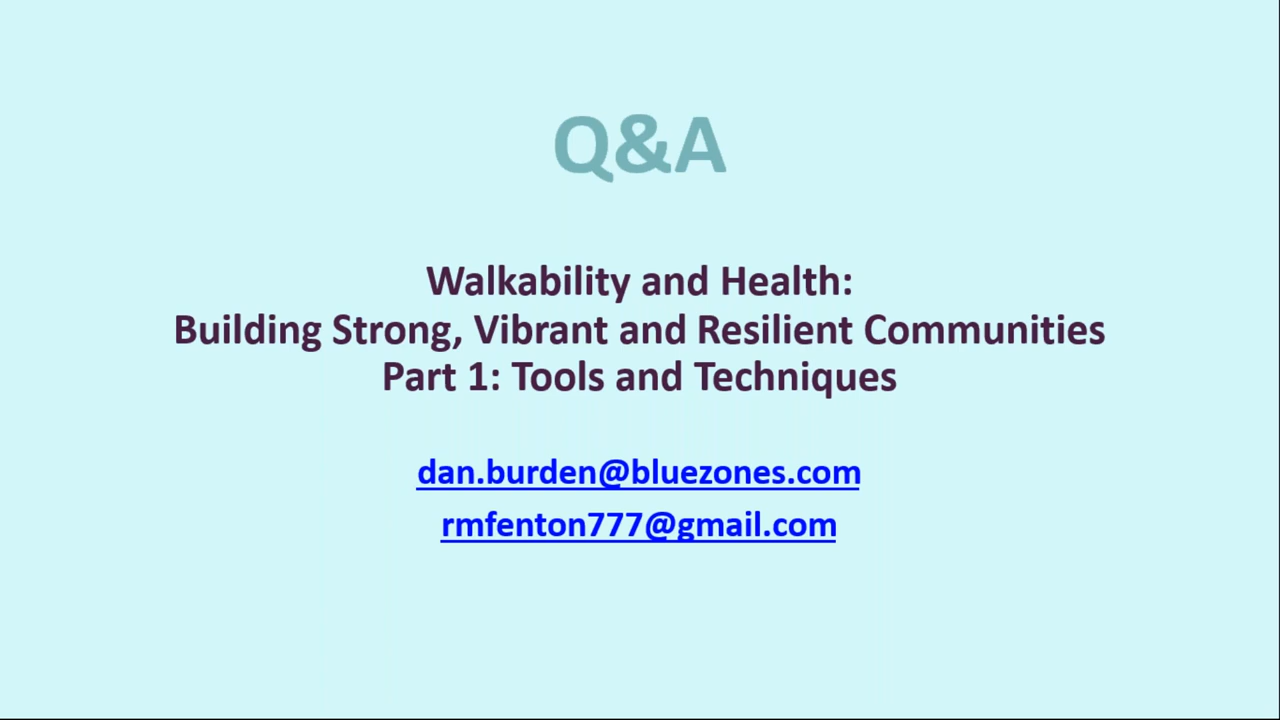 Q&A
Walkability and Health:
Building Strong, Vibrant and Resilient Communities
Part 1: Tools and Techniques
dan.burden@bluezones.com
rmfenton777@gmail.com